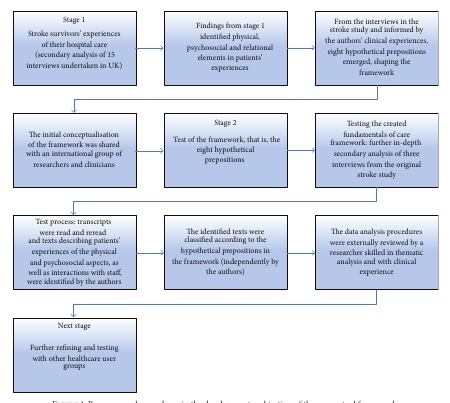 Stage 1
Stroke survivors' experiences
of their hospital care
(secondary analysis of 15
interviews undertaken in UK)
Findings from stage 1
identified physical,
psychosocial and relational
elements in patients'
experiences
From the interviews in the
stroke study and informed by
the authors' clinical experiences,
eight hypothetical prepositions
emerged, shaping the
framework
The initial conceptualisation
of the framework was shared
with an international group of
researchers and clinicians
Stage 2
Test of the framework, that is, the
eight hypothetical
prepositions
Testing the created
fundamentals of care
framework: further in-depth
secondary analysis of three
interviews from the original
stroke study
Test process: transcripts
were read and reread
and texts describing patients'
experiences of the physical
and psychosocial aspects, as
well as interactions with staff,
were identified by the authors
The identified texts were
classified according to the
hypothetical prepositions in
the framework (independently by
the authors)
The data analysis procedures
were externally reviewed by a
researcher skilled in thematic
analysis and with clinical
experience
Next stage
Further refining and testing
with other healthcare user
groups